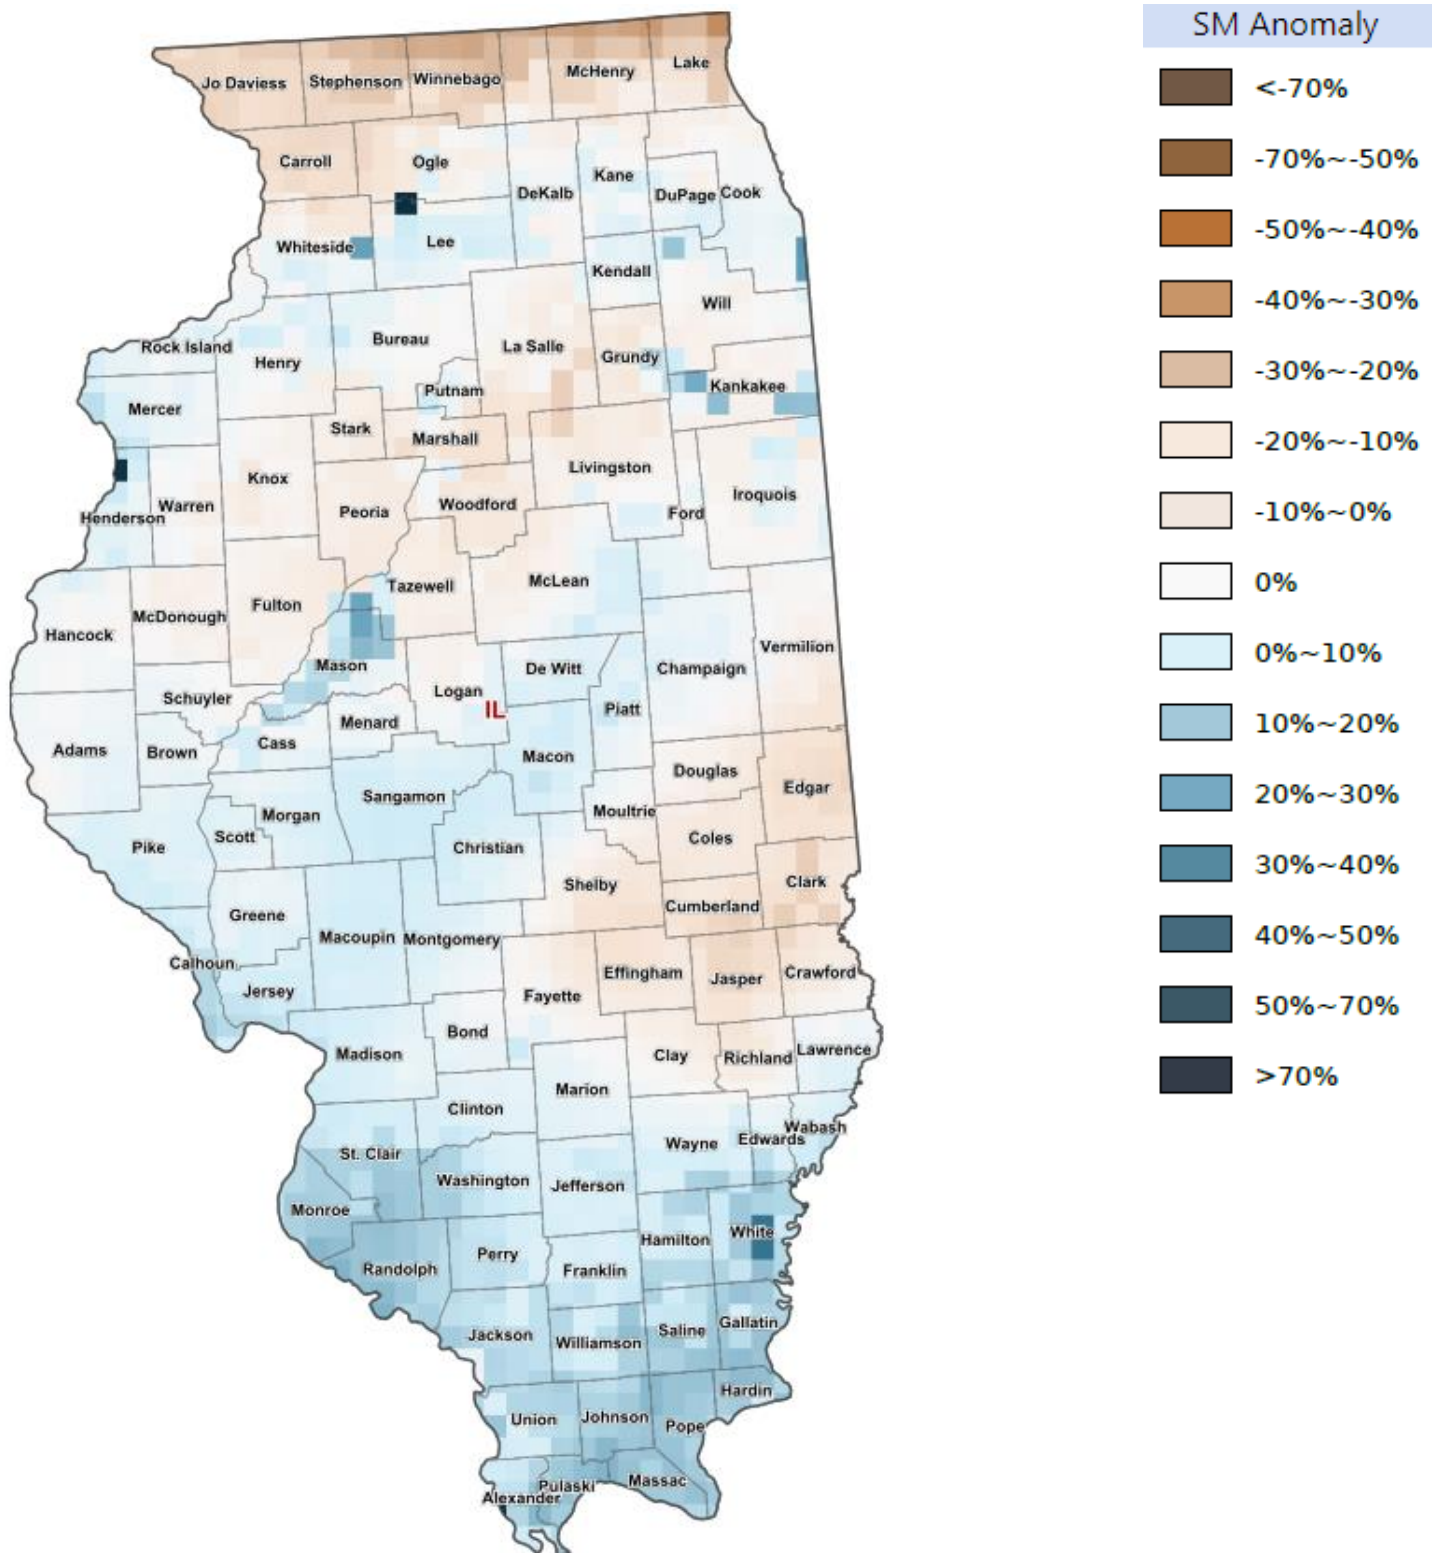 SM Anomaly
<-70%
-70%~-50%
-50%~-40%
-40%~-30%
-30%~-20%
-20%~-10%
-10%~0%
0%
0%~10%
10%~20%
20%~30%
30%~40%
40%~50%
50%~70%
>70%
Jo Daviess
Stephenson
Winnebago
McHenry
Lake
Carroll
Ogle
DeKalb
Kane
DuPage
Cook
Whiteside
Lee
Kendall
Will
Rock Island
Henry
Bureau
La Salle
Grundy
Putnam
Kankakee
Mercer
Stark
Marshall
Knox
Livingston
Iroquois
Henderson
Warren
Peoria
Woodford
Ford
Tazewell
McLean
Hancock
McDonough
Fulton
Vermilion
Mason
De Witt
Champaign
Schuyler
Logan
IL
Piatt
Menard
Adams
Brown
Cass
Macon
Douglas
Edgar
Sangamon
Moultrie
Morgan
Scott
Pike
Christian
Coles
Shelby
Clark
Greene
Cumberland
Macoupin
Montgomery
Calhoun
Effingham
Jasper
Crawford
Jersey
Fayette
Bond
Madison
Clay
Richland
Lawrence
Marion
Clinton
Wabash
Wayne
Edwards
St. Clair
Washington
Jefferson
Monroe
White
Hamilton
Perry
Randolph
Franklin
Jackson
Williamson
Saline
Gallatin
Hardin
Union
Johnson
Pope
Massac
Pulaski
Alexander